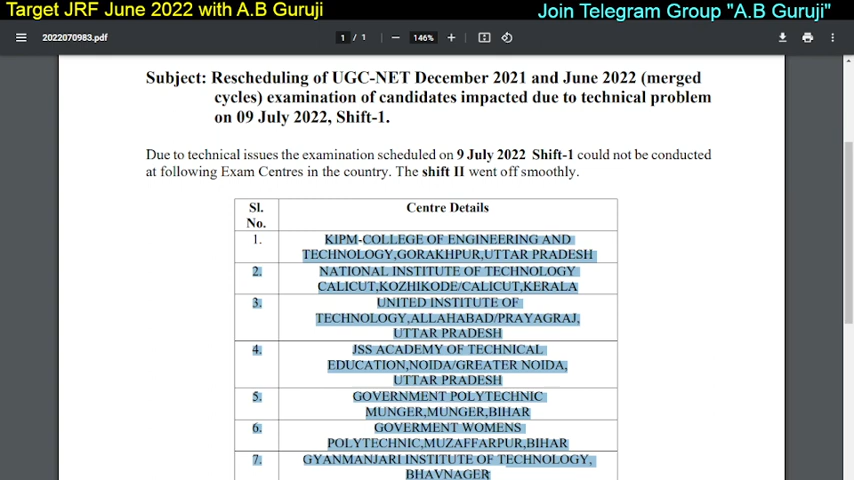 Target JRF June 2022 with A.B Guruji
Join Telegram Group "A.B Guruji"
2022070983.pdf
1 / 1
146%
Subject: Rescheduling of UGC-NET December 2021 and June 2022 (merged
cycles) examination of candidates impacted due to technical problem
on 09 July 2022, Shift-1.
Due to technical issues the examination scheduled on 9 July 2022 Shift-1 could not be conducted
at following Exam Centres in the country. The shift II went off smoothly.
Sl. No.
Centre Details
1.
KIPM-COLLEGE OF ENGINEERING AND
TECHNOLOGY,GORAKHPUR,UTTAR PRADESH
2.
NATIONAL INSTITUTE OF TECHNOLOGY
CALICUT,KOZHIKODE/CALICUT,KERALA
3.
UNITED INSTITUTE OF
TECHNOLOGY,ALLAHABAD/PRAYAGRAJ,
UTTAR PRADESH
4.
JSS ACADEMY OF TECHNICAL
EDUCATION,NOIDA/GREATER NOIDA,
UTTAR PRADESH
5.
GOVERNMENT POLYTECHNIC
MUNGER,MUNGER,BIHAR
6.
GOVERMENT WOMENS
POLYTECHNIC,MUZAFFARPUR,BIHAR
7.
GYANMANJARI INSTITUTE OF TECHNOLOGY,
BHAVNAGER